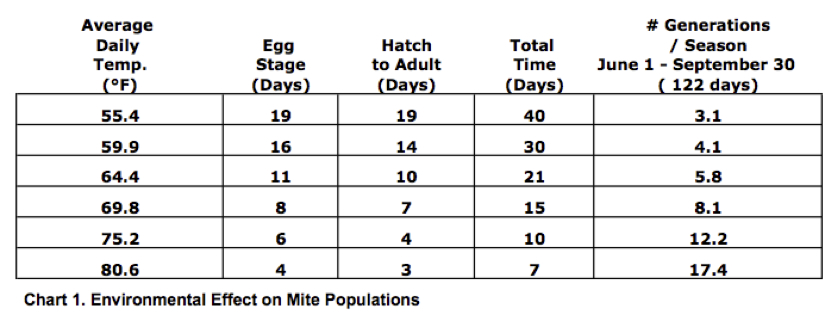 Average Daily Temp. (°F) Egg Stage (Days) Hatch to Adult (Days) Total Time (Days) # Generations / Season June 1 - September 30 ( 122 days)
55.4 19 19 40 3.1
59.9 16 14 30 4.1
64.4 11 10 21 5.8
69.8 8 7 15 8.1
75.2 6 4 10 12.2
80.6 4 3 7 17.4
Chart 1. Environmental Effect on Mite Populations